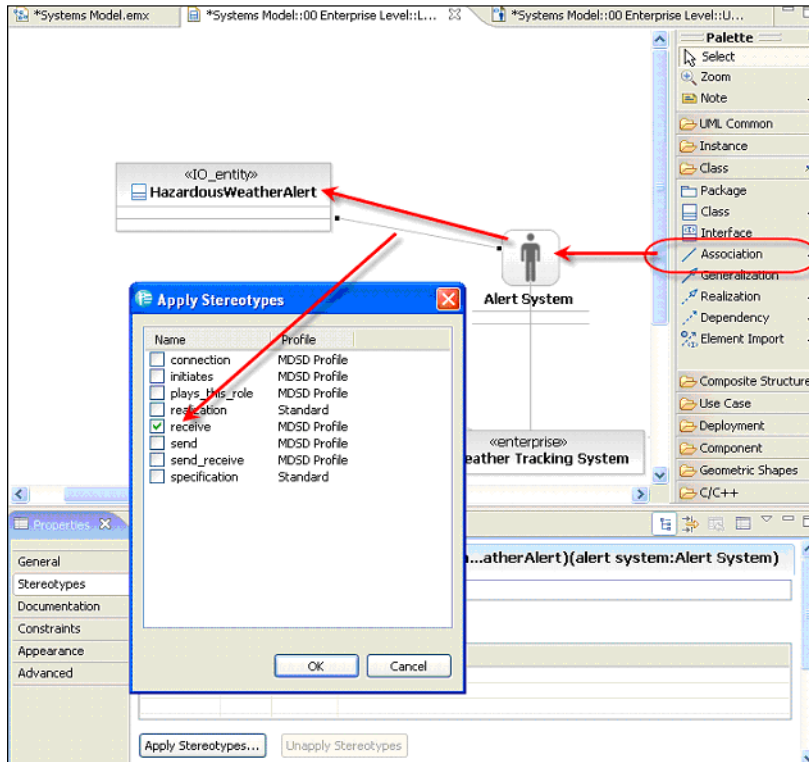 *Systems Model.emx
*Systems Model::00 Enterprise Level::L...
*Systems Model::00 Enterprise Level::U...
Palette
Select
Zoom
Note
UML Common
Instance
Class
Package
Class
Interface
Association
Generalization
Realization
Dependency
Element Import
Composite Structure
Use Case
Deployment
Component
Geometric Shapes
C/C++
«IO_entity»
HazardousWeatherAlert
Alert System
«enterprise»
eather Tracking System
Apply Stereotypes
Name Profile
connection MDSD Profile
initiates MDSD Profile
plays_this_role MDSD Profile
realization Standard
receive MDSD Profile
send MDSD Profile
send_receive MDSD Profile
specification Standard
OK Cancel
Properties
General
Stereotypes
Documentation
Constraints
Appearance
Advanced
...atherAlert)(alert system:Alert System)
Apply Stereotypes... Unapply Stereotypes